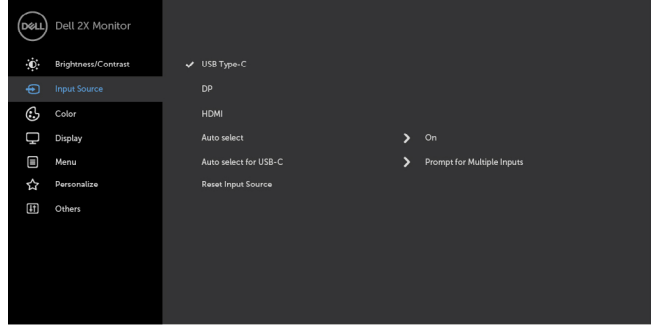 DELL Dell 2X Monitor
Brightness/Contrast USB Type-C
Input Source DP
Color HDMI
Display Auto select On
Menu Auto select for USB-C Prompt for Multiple Inputs
Personalize Reset Input Source
Others